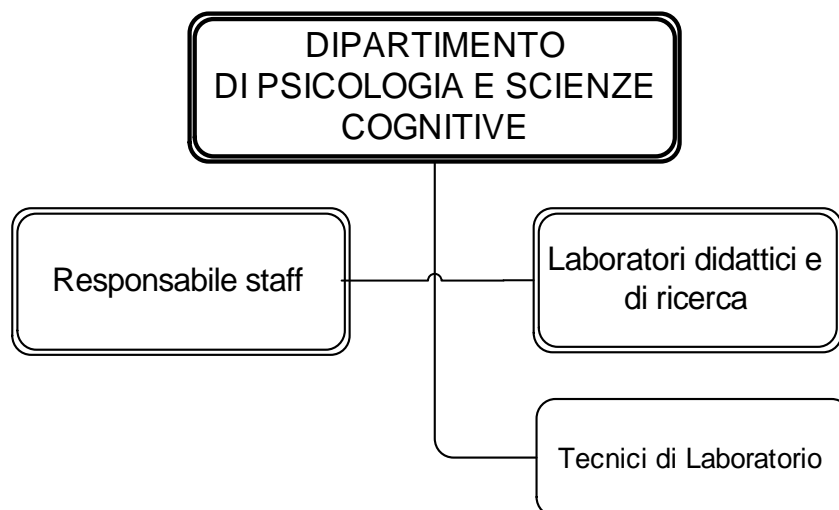 DIPARTIMENTO
DI PSICOLOGIA E SCIENZE
COGNITIVE
Responsabile staff
Laboratori didattici e
di ricerca
Tecnici di Laboratorio